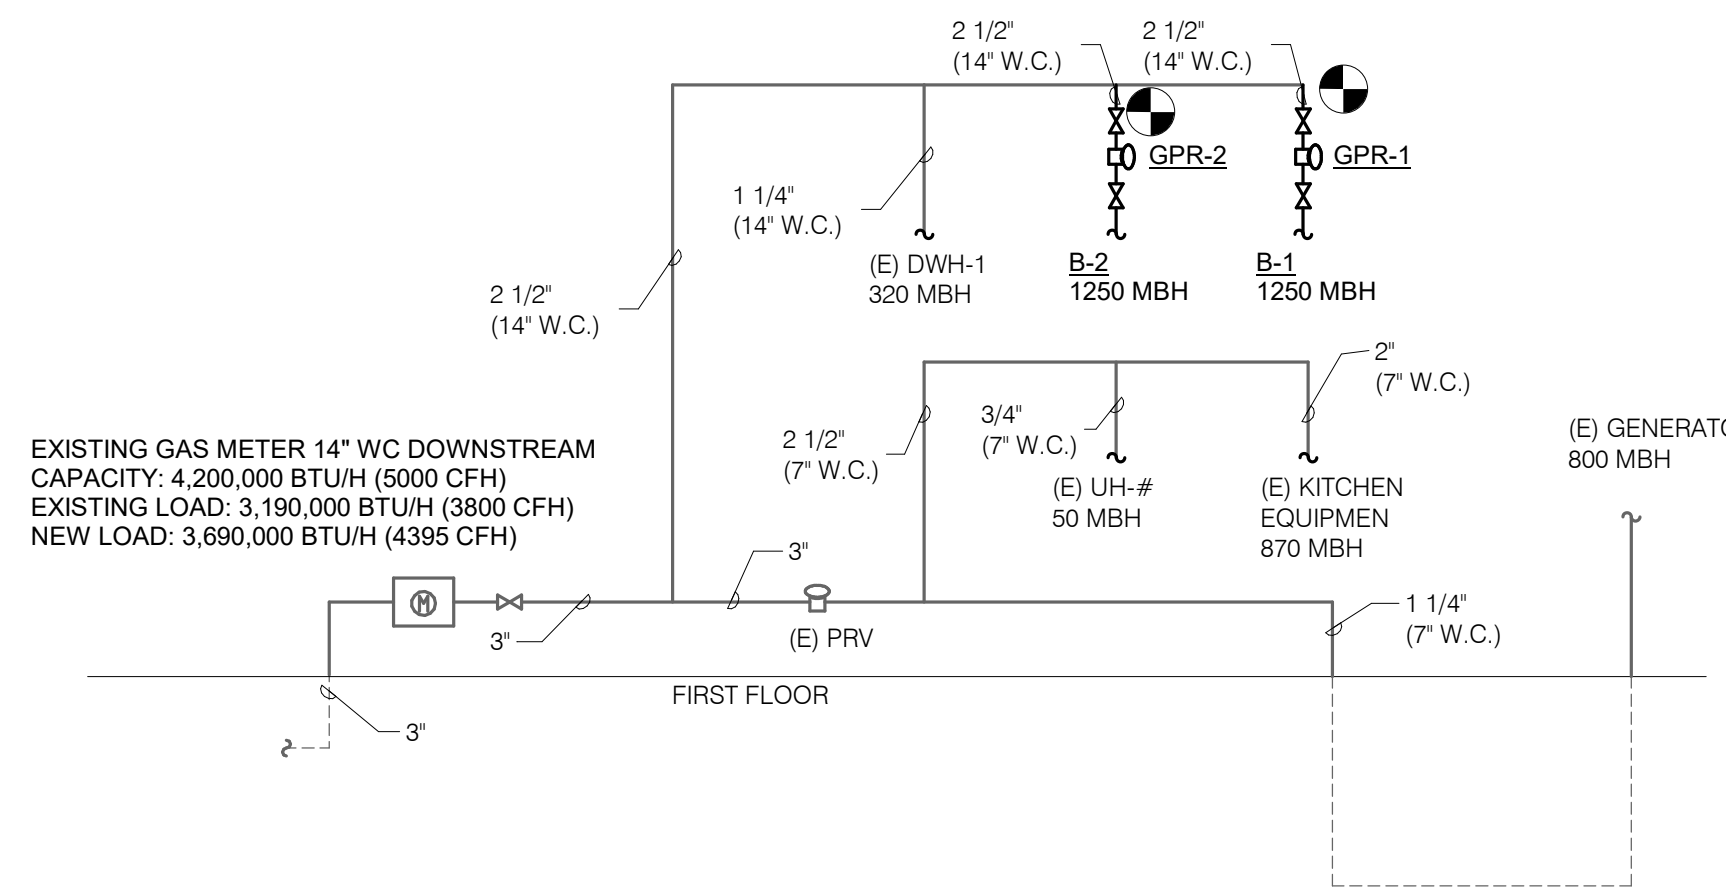 2 1/2"
(14" W.C.)
2 1/2"
(14" W.C.)
GPR-2
GPR-1
1 1/4"
(14" W.C.)
(E) DWH-1
320 MBH
B-2
1250 MBH
B-1
1250 MBH
2 1/2"
(14" W.C.)
2"
(7" W.C.)
3/4"
(7" W.C.)
2 1/2"
(7" W.C.)
(E) GENERATO
800 MBH
EXISTING GAS METER 14" WC DOWNSTREAM
CAPACITY: 4,200,000 BTU/H (5000 CFH)
EXISTING LOAD: 3,190,000 BTU/H (3800 CFH)
NEW LOAD: 3,690,000 BTU/H (4395 CFH)
(E) UH-#
50 MBH
(E) KITCHEN
EQUIPMEN
870 MBH
3"
M
3"
(E) PRV
1 1/4"
(7" W.C.)
FIRST FLOOR
3"